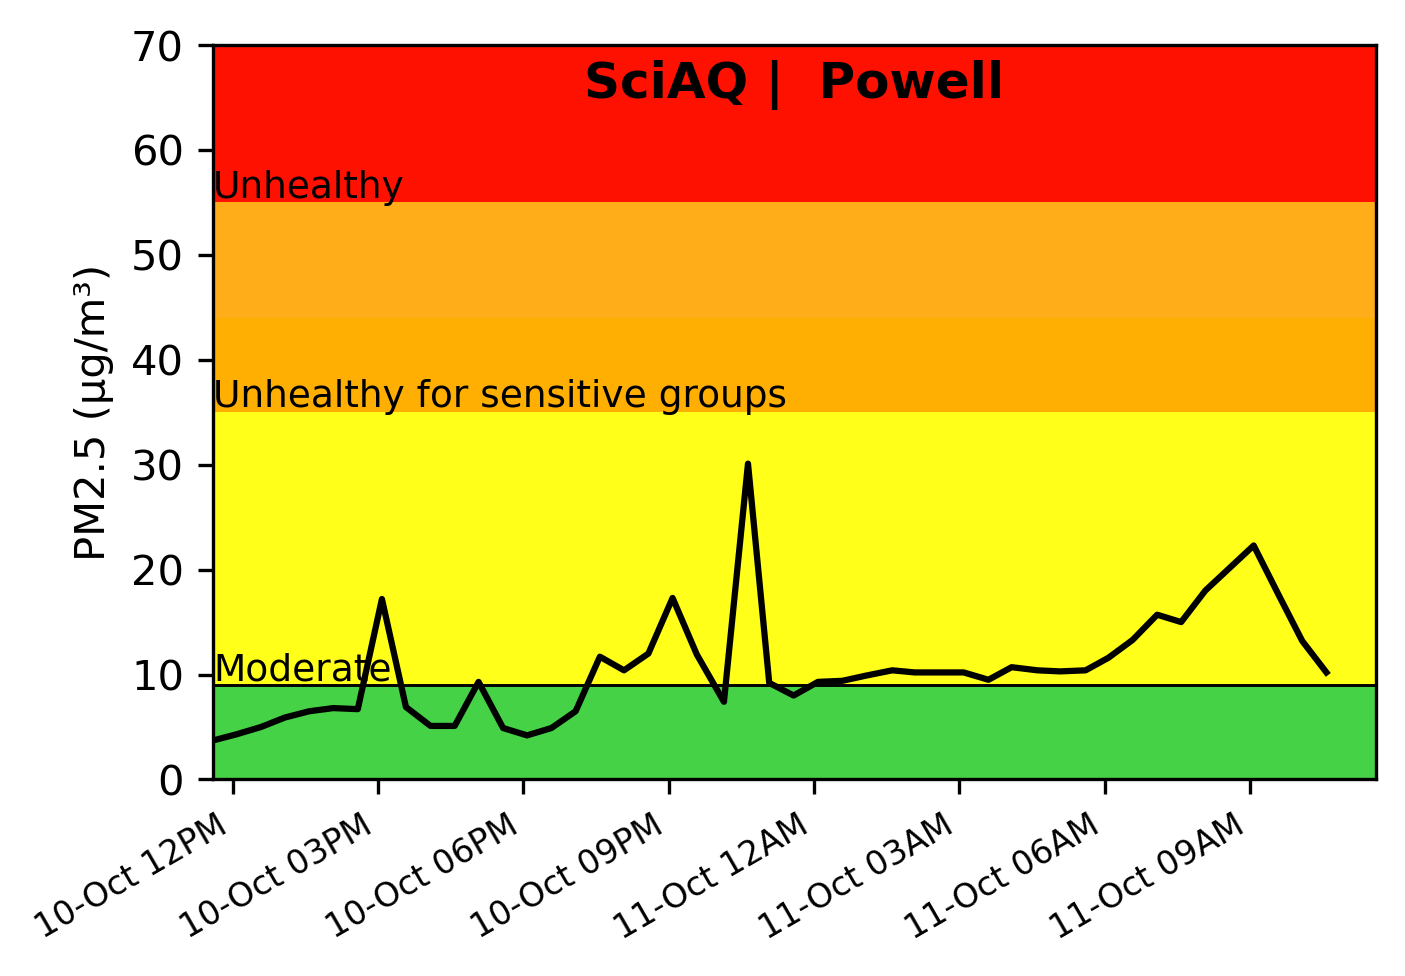 SciAQ |  Powell
PM2.5 (µg/m³)
70
60
50
40
30
20
10
0
Unhealthy
Unhealthy for sensitive groups
Moderate
10-Oct 12PM
10-Oct 03PM
10-Oct 06PM
10-Oct 09PM
11-Oct 12AM
11-Oct 03AM
11-Oct 06AM
11-Oct 09AM